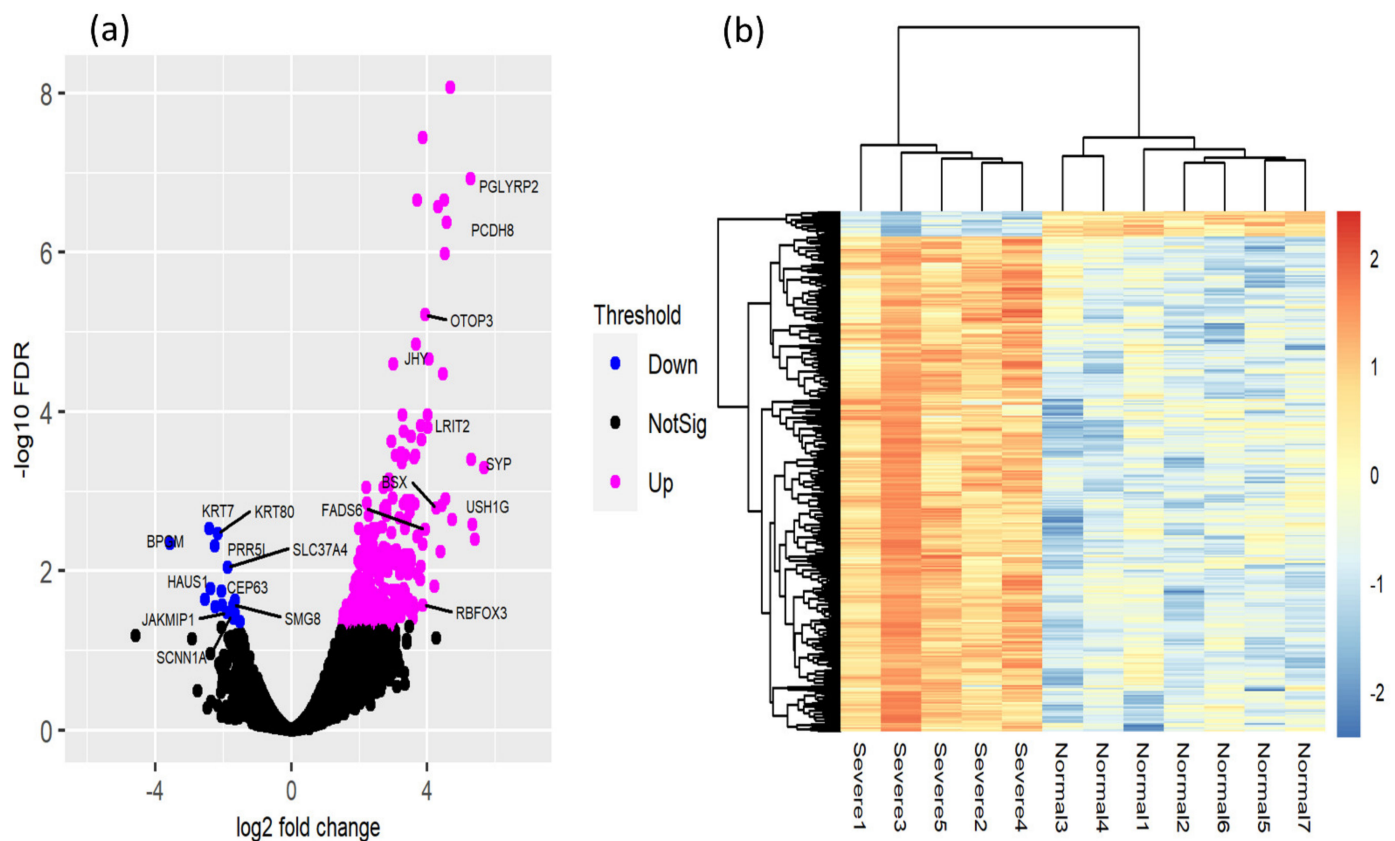 (a)
(b)
8
6
4
2
0
-log10 FDR
-4
0
4
log2 fold change
PGLYRP2
PCDH8
OTOP3
JHY
LRIT2
SYP
BSX
FADS6
USH1G
KRT7
KRT80
BPGM
PRR5L
SLC37A4
HAUS1
CEP63
JAKMIP1
SMG8
RBFOX3
SCNN1A
Threshold
Down
NotSig
Up
2
1
0
-1
-2
Severe1
Severe3
Severe5
Severe2
Severe4
Normal3
Normal4
Normal1
Normal2
Normal6
Normal5
Normal7